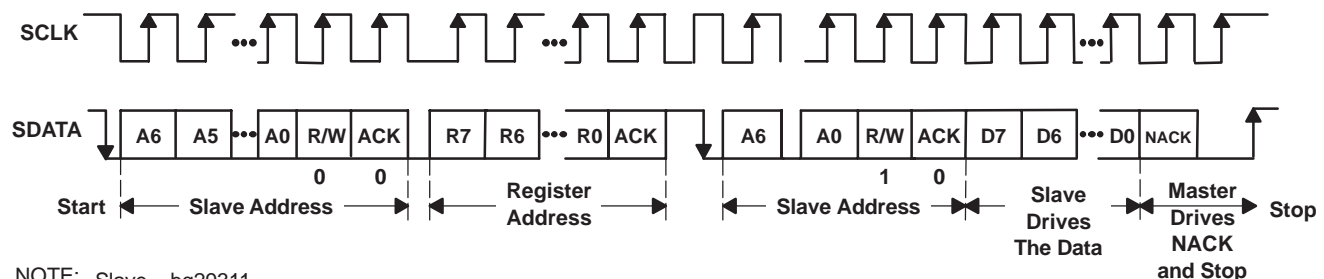 SCLK
••• ••• •••
SDATA A6 A5 ••• A0 R/W ACK R7 R6 ••• R0 ACK A6 A0 R/W ACK D7 D6 ••• D0 NACK
0 0 1 0
Start Slave Address Register Address Slave Address Slave Drives The Data Master Drives NACK and Stop Stop
NOTE: Slave bq29311